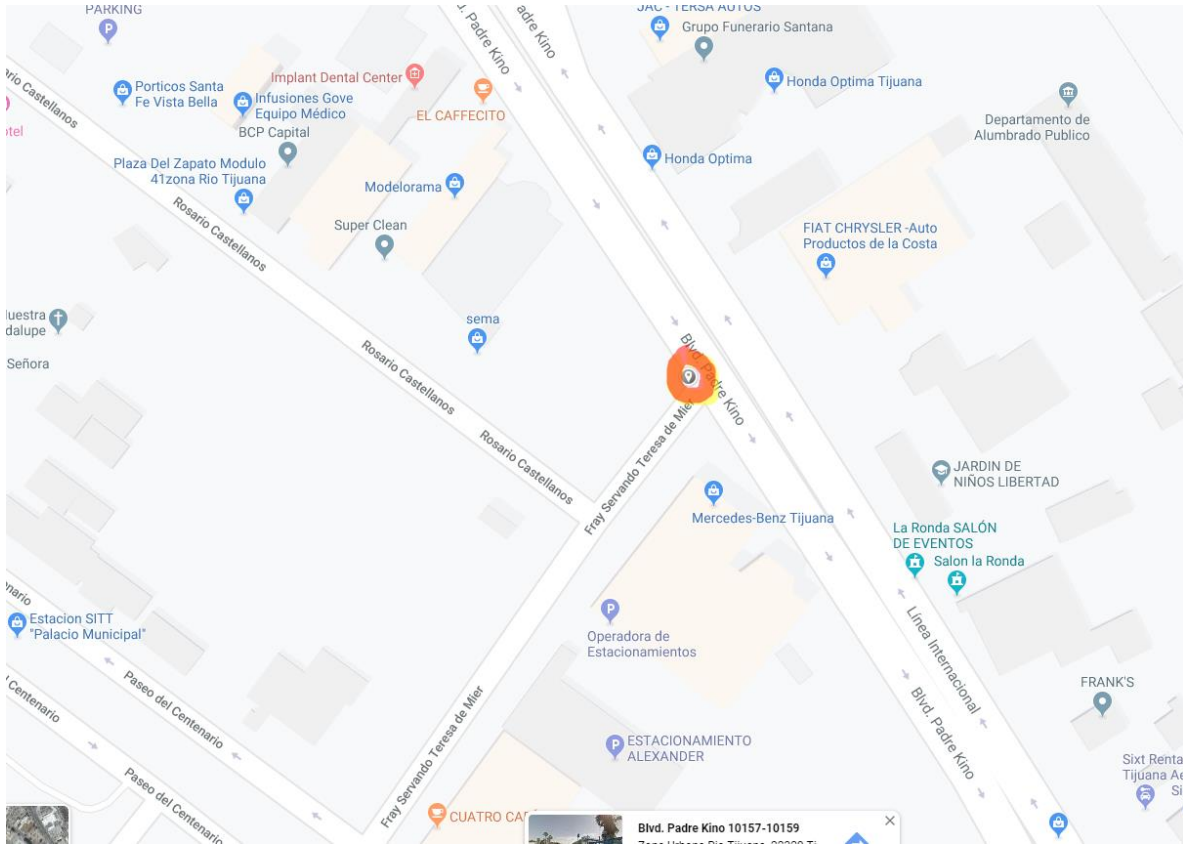 PARKING
JAC - TERSA AUTOS
Grupo Funerario Santana
Blvd. Padre Kino
Padre Kino
Implant Dental Center
Honda Optima Tijuana
Porticos Santa
Fe Vista Bella
Infusiones Gove
Equipo Médico
EL CAFFECITO
Departamento de
Alumbrado Publico
Rosario Castellanos
BCP Capital
Honda Optima
Plaza Del Zapato Modulo
41zona Rio Tijuana
Modelorama
Rosario Castellanos
Super Clean
FIAT CHRYSLER -Auto
Productos de la Costa
sema
Señora
Rosario Castellanos
Blvd. Padre Kino
Rosario Castellanos
Fray Servando Teresa de Mier
JARDIN DE
NIÑOS LIBERTAD
Mercedes-Benz Tijuana
La Ronda SALÓN
DE EVENTOS
Salon la Ronda
Estacion SITT
"Palacio Municipal"
Operadora de
Estacionamientos
Línea Internacional
Paseo del Centenario
FRANK'S
Blvd. Padre Kino
Fray Servando Teresa de Mier
ESTACIONAMIENTO
ALEXANDER
Centenario
Paseo del Centenario
Sixt Renta
Tijuana Ae
CUATRO
Blvd. Padre Kino 10157-10159